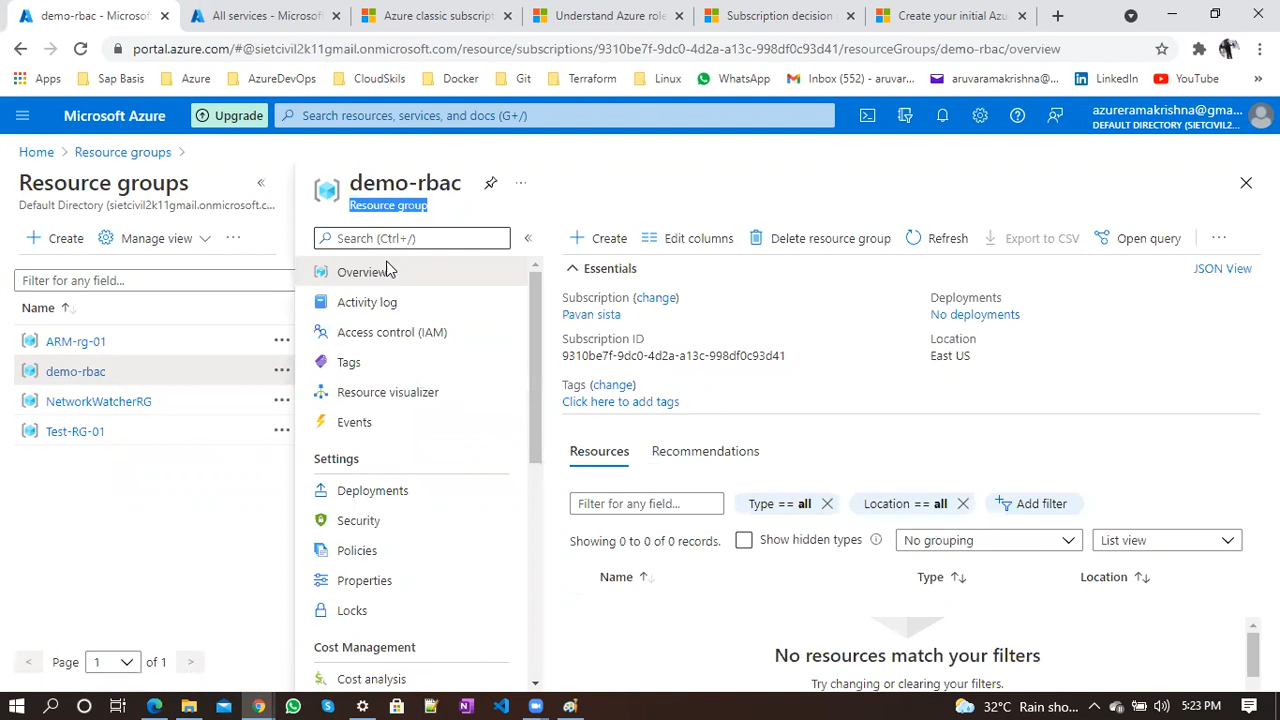 demo-rbac - Microso
All services - Microsoft
Azure classic subscript
Understand Azure role
Subscription decision
Create your initial Azu
portal.azure.com/#@sietcivil2k11gmail.onmicrosoft.com/resource/subscriptions/9310be7f-9dc0-4d2a-a13c-998df0c93d41/resourceGroups/demo-rbac/overview
Apps
Sap Basis
Azure
AzureDevOps
CloudSkils
Docker
Git
Terraform
Linux
WhatsApp
Inbox (552) - aruvar...
aruvaramakrishna@...
LinkedIn
YouTube
Microsoft Azure
Upgrade
Search resources, services, and docs (G+/)
azureramakrishna@gma...
DEFAULT DIRECTORY (SIETCIVIL2...
Home > Resource groups >
Resource groups
Default Directory (sietcivil2k11gmail.onmicrosoft.c...
Create
Manage view
Filter for any field...
Name
ARM-rg-01
demo-rbac
NetworkWatcherRG
Test-RG-01
< Page 1 of 1 >
demo-rbac
Resource group
Search (Ctrl+/)
Overview
Activity log
Access control (IAM)
Tags
Resource visualizer
Events
Settings
Deployments
Security
Policies
Properties
Locks
Cost Management
Cost analysis
Create
Edit columns
Delete resource group
Refresh
Export to CSV
Open query
Essentials
JSON View
Subscription (change)
Pavan sista
Subscription ID
9310be7f-9dc0-4d2a-a13c-998df0c93d41
Tags (change)
Click here to add tags
Deployments
No deployments
Location
East US
Resources
Recommendations
Filter for any field...
Type == all
Location == all
Add filter
Showing 0 to 0 of 0 records.
Show hidden types
No grouping
List view
Name
Type
Location
No resources match your filters
Try changing or clearing your filters.
32°C Rain sho...
5:23 PM